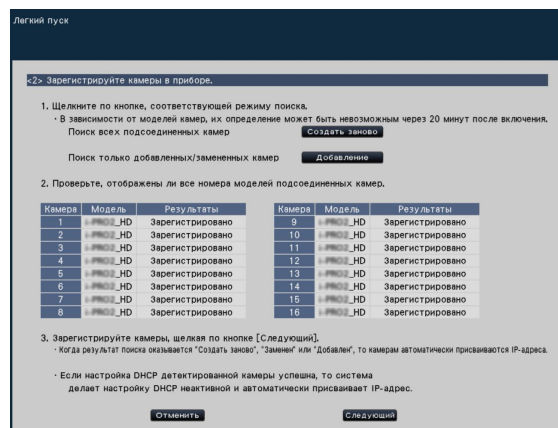 Легкий пуск
<2> Зарегистрируйте камеры в приборе.
1. Щелкните по кнопке, соответствующей режиму поиска.
· В зависимости от моделей камер, их определение может быть невозможным через 20 минут после включения.
Поиск всех подсоединенных камер Создать заново
Поиск только добавленных/замененных камер Добавление
2. Проверьте, отображены ли все номера моделей подсоединенных камер.
Камера Модель Результаты Камера Модель Результаты
1 _HD Зарегистрировано 9 _HD Зарегистрировано
2 _HD Зарегистрировано 10 _HD Зарегистрировано
3 _HD Зарегистрировано 11 _HD Зарегистрировано
4 _HD Зарегистрировано 12 _HD Зарегистрировано
5 _HD Зарегистрировано 13 _HD Зарегистрировано
6 _HD Зарегистрировано 14 _HD Зарегистрировано
7 _HD Зарегистрировано 15 _HD Зарегистрировано
8 _HD Зарегистрировано 16 _HD Зарегистрировано
3. Зарегистрируйте камеры, щелкая по кнопке [Следующий].
· Когда результат поиска оказывается "Создать заново", "Заменен" или "Добавлен", то камерам автоматически присваиваются IP-адреса.
· Если настройка DHCP детектированной камеры успешна, то система
делает настройку DHCP неактивной и автоматически присваивает IP-адрес.
Отменить Следующий